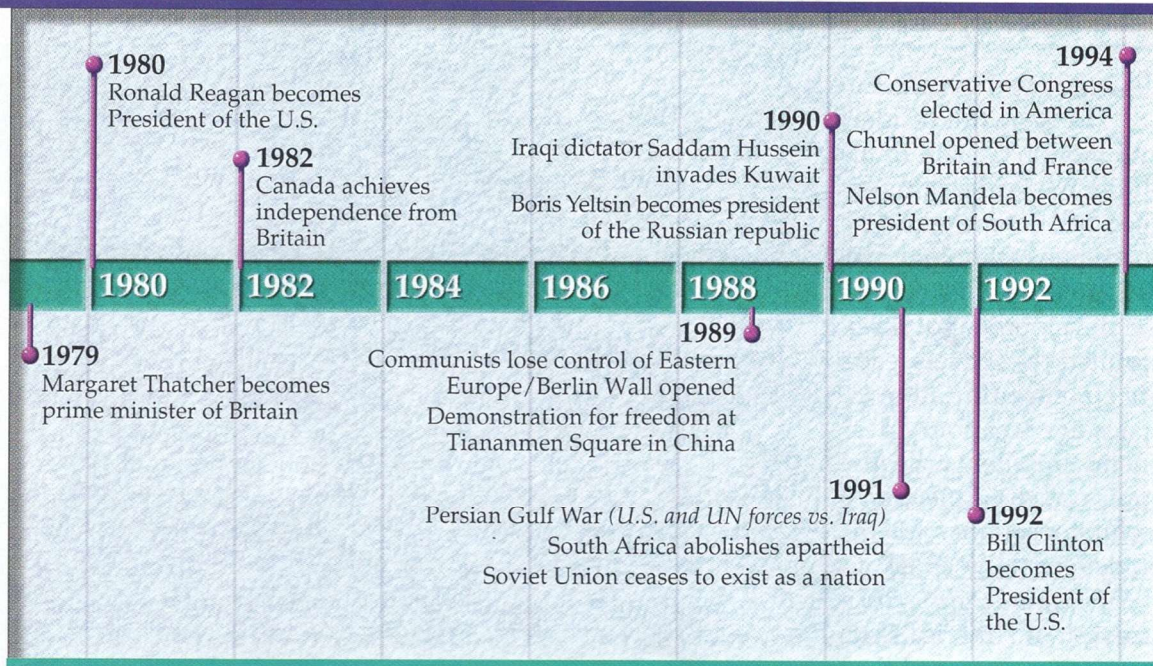 1980
Ronald Reagan becomes
President of the U.S.
1982
Canada achieves
independence from
Britain
1990
Iraqi dictator Saddam Hussein
invades Kuwait
Boris Yeltsin becomes president
of the Russian republic
1994
Conservative Congress
elected in America
Chunnel opened between
Britain and France
Nelson Mandela becomes
president of South Africa
1980 1982 1984 1986 1988 1990 1992
1979
Margaret Thatcher becomes
prime minister of Britain
1989
Communists lose control of Eastern
Europe/Berlin Wall opened
Demonstration for freedom at
Tiananmen Square in China
1991
Persian Gulf War (U.S. and UN forces vs. Iraq)
South Africa abolishes apartheid
Soviet Union ceases to exist as a nation
1992
Bill Clinton
becomes
President of
the U.S.